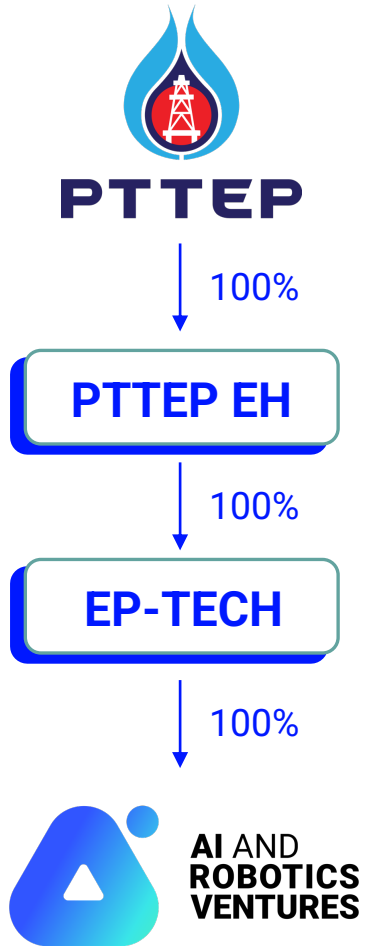 PTTEP
100%
PTTEP EH
100%
EP-TECH
100%
AI AND
ROBOTICS
VENTURES